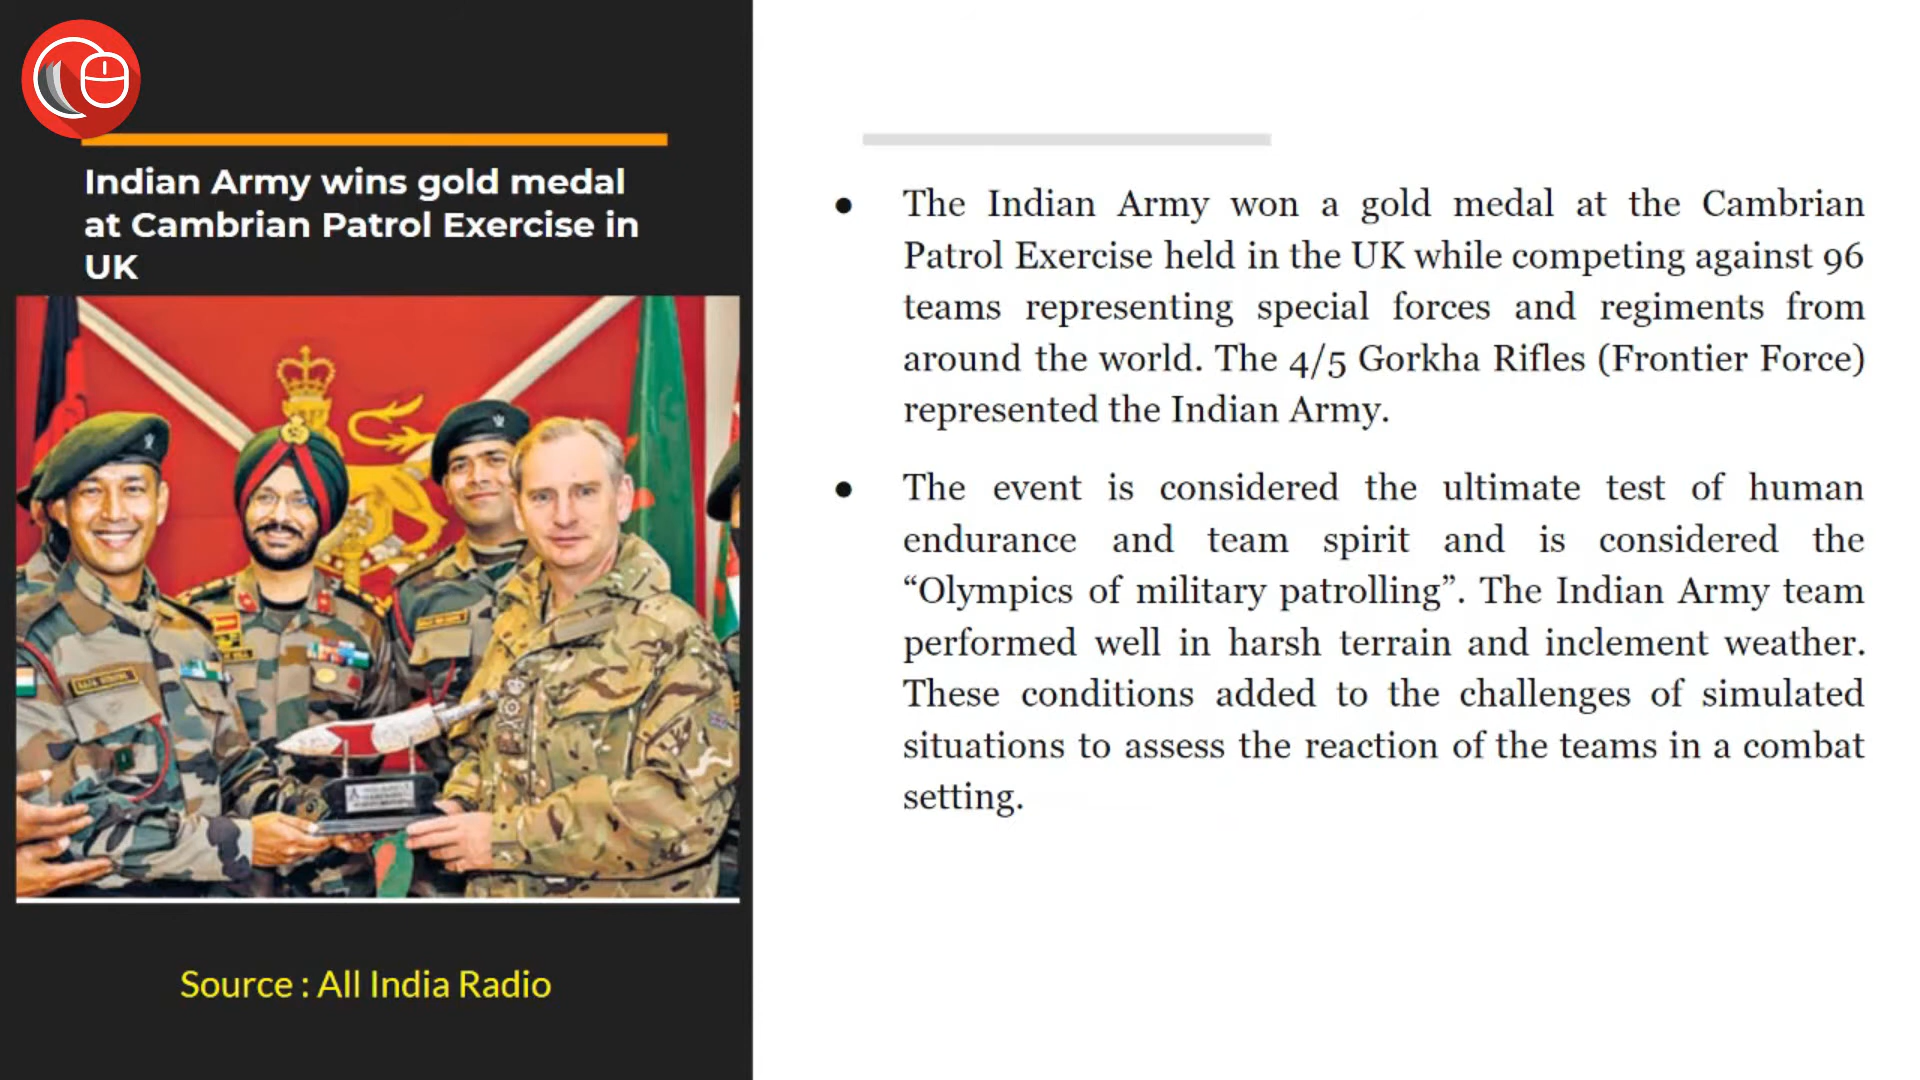 Indian Army wins gold medal
at Cambrian Patrol Exercise in
UK
Source : All India Radio
● The Indian Army won a gold medal at the Cambrian
Patrol Exercise held in the UK while competing against 96
teams representing special forces and regiments from
around the world. The 4/5 Gorkha Rifles (Frontier Force)
represented the Indian Army.
● The event is considered the ultimate test of human
endurance and team spirit and is considered the
“Olympics of military patrolling”. The Indian Army team
performed well in harsh terrain and inclement weather.
These conditions added to the challenges of simulated
situations to assess the reaction of the teams in a combat
setting.